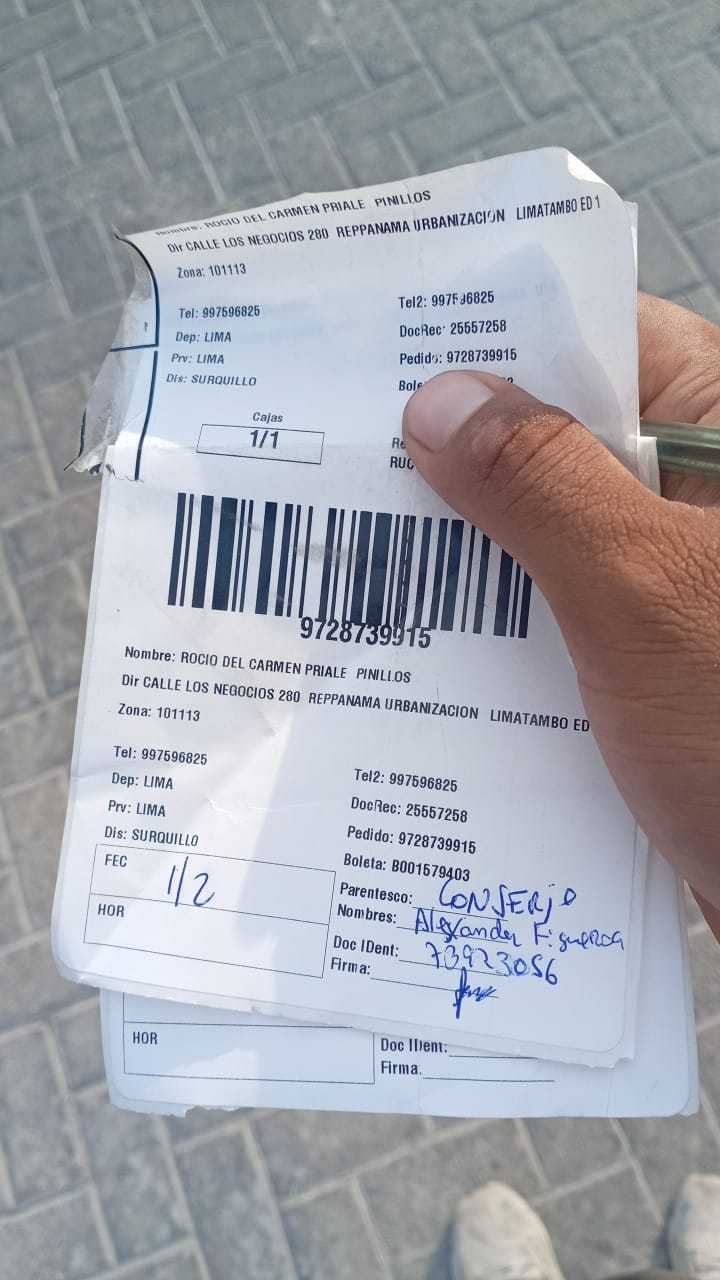 Nombre: ROCIO DEL CARMEN PRIALE PINILLOS
Dir CALLE LOS NEGOCIOS 280 REPPANAMA URBANIZACION LIMATAMBO ED 1
Zona: 101113
Tel: 997596825 Tel2: 997596825
Dep: LIMA DocRec: 25557258
Prv: LIMA Pedido: 9728739915
Dis: SURQUILLO
Cajas
1/1
RUC
9728739915
Nombre: ROCIO DEL CARMEN PRIALE PINILLOS
Dir CALLE LOS NEGOCIOS 280 REPPANAMA URBANIZACION LIMATAMBO ED
Zona: 101113
Tel: 997596825 Tel2: 997596825
Dep: LIMA DocRec: 25557258
Prv: LIMA Pedido: 9728739915
Dis: SURQUILLO Boleta: B001579403
FEC 1/2 Parentesco: CONSERJe
HOR Nombres: Alexander Figueroa
Doc IDent: 73923056
Firma:
HOR Doc IDent:
Firma.